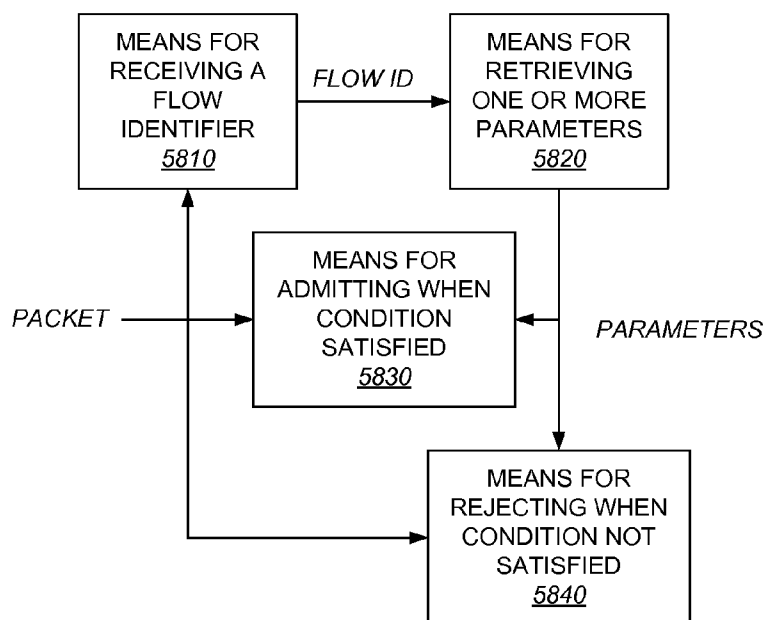 MEANS FOR
RECEIVING A
FLOW
IDENTIFIER
5810
FLOW ID
MEANS FOR
RETRIEVING
ONE OR MORE
PARAMETERS
5820
PACKET
MEANS FOR
ADMITTING WHEN
CONDITION
SATISFIED
5830
PARAMETERS
MEANS FOR
REJECTING WHEN
CONDITION NOT
SATISFIED
5840